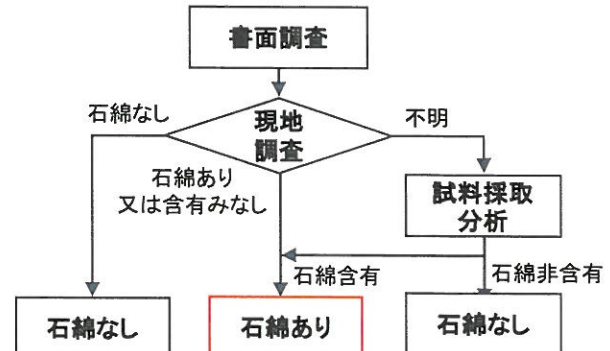 書面調査
石綿なし
現地
調査
不明
石綿あり
又は含有みなし
試料採取
分析
石綿含有
石綿非含有
石綿なし
石綿あり
石綿なし